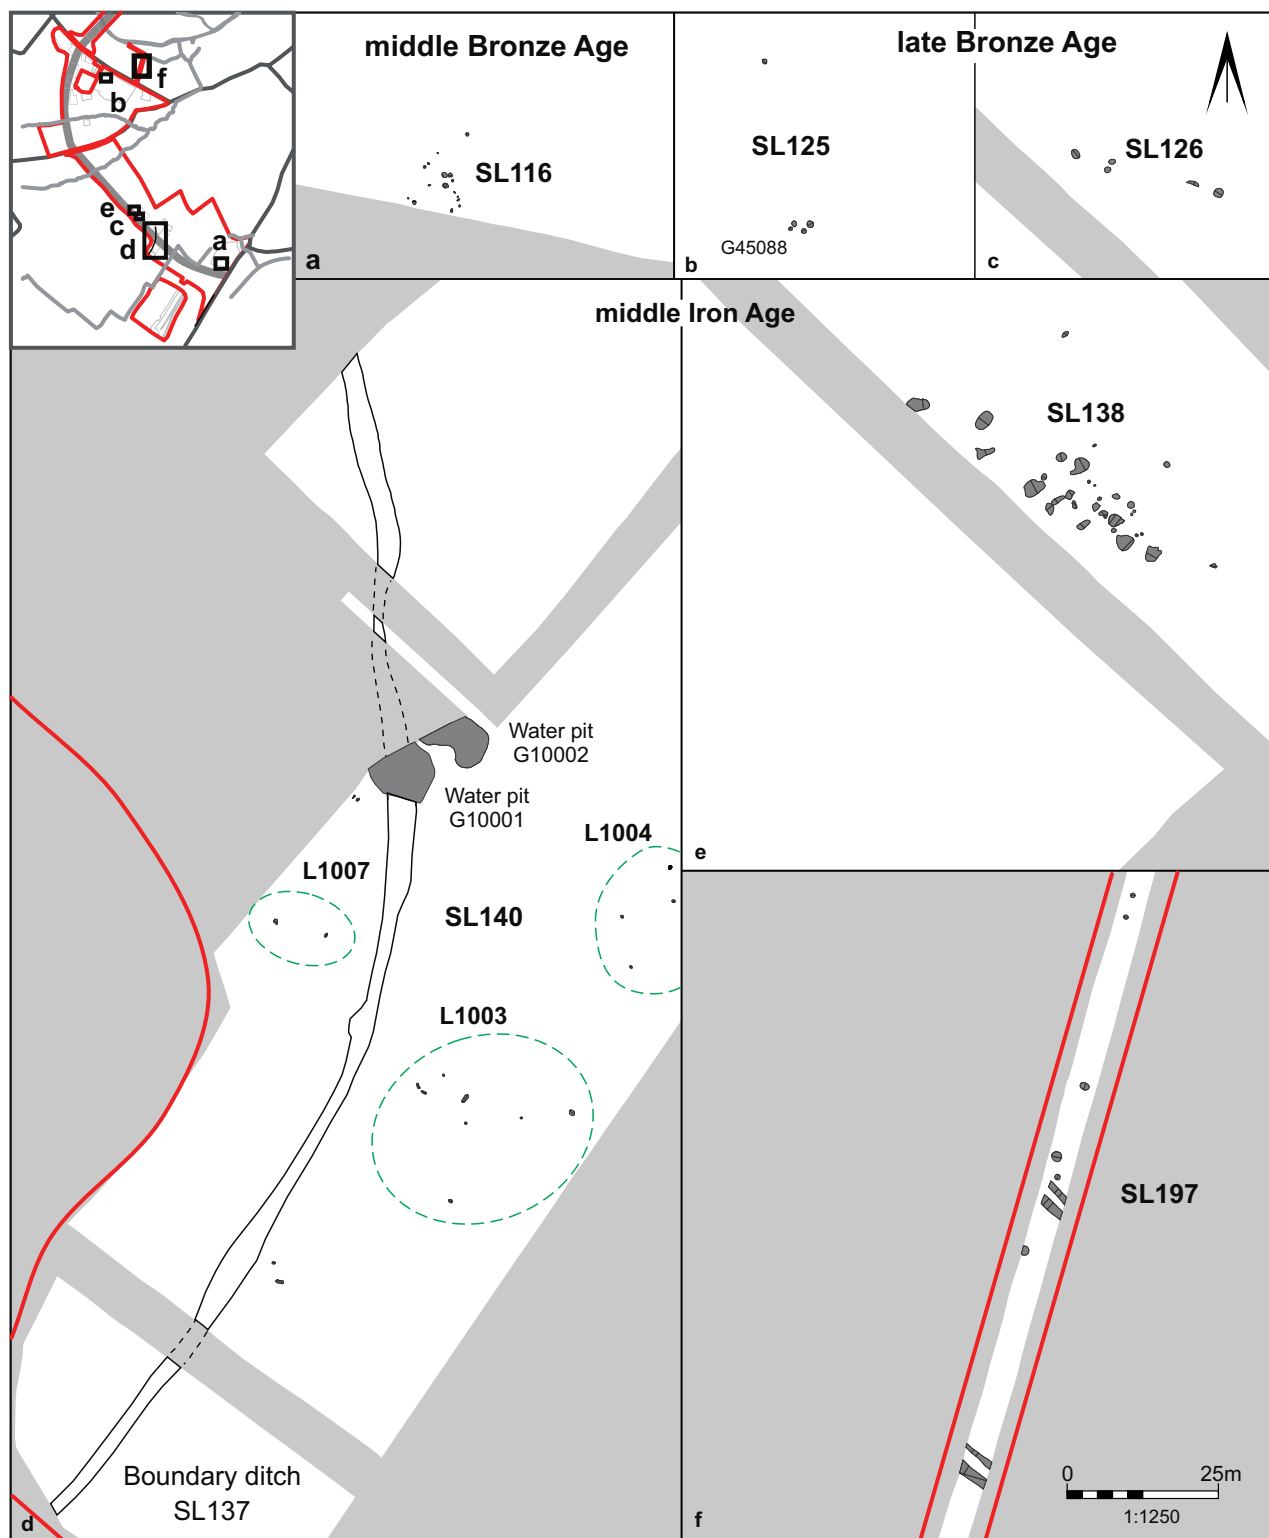 f
b
e
c
d
a
middle Bronze Age
SL116
a
late Bronze Age
SL125
G45088
b
SL126
c
middle Iron Age
Water pit
G10002
Water pit
G10001
L1007
L1004
SL140
L1003
Boundary ditch
SL137
d
SL138
e
SL197
0 25m
1:1250
f